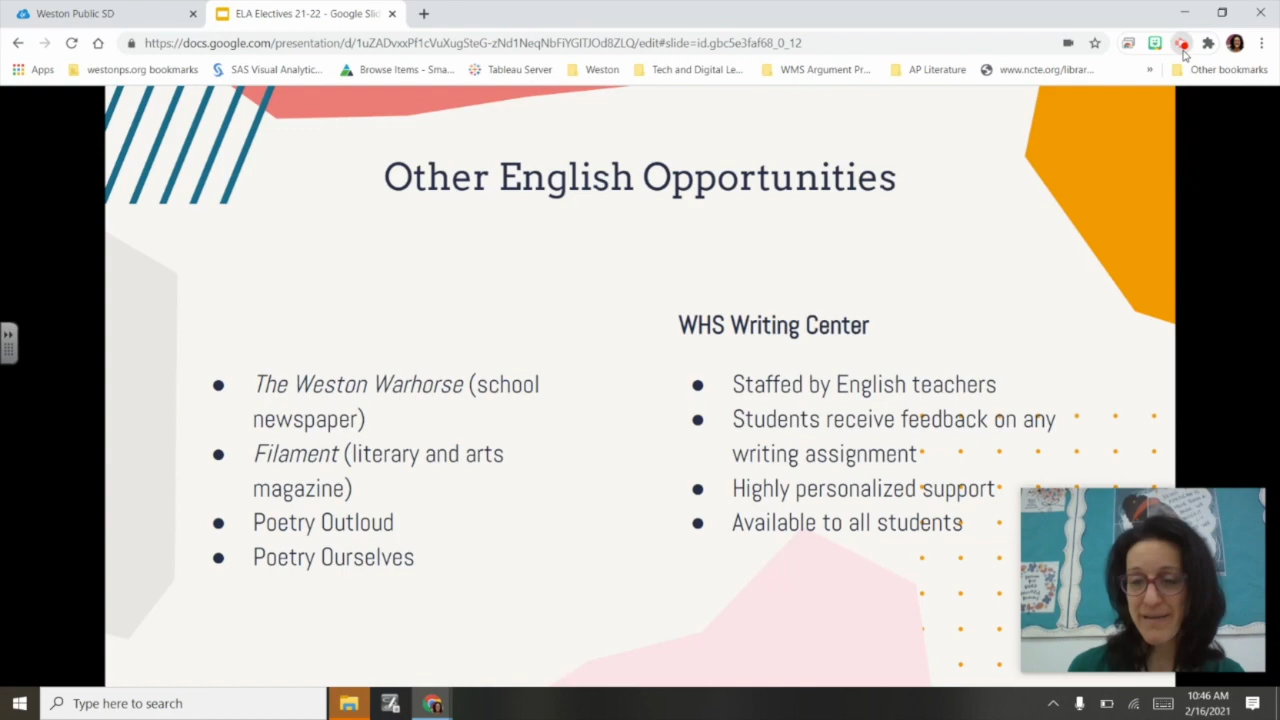 Weston Public SD
ELA Electives 21-22 - Google Slid
https://docs.google.com/presentation/d/1uZADvxxPf1cVuXugSteG-zNd1NeqNbFiYGITJOd8ZLQ/edit#slide=id.gbc5e3faf68_0_12
Apps westonps.org bookmarks SAS Visual Analytic... Browse Items - Sma... Tableau Server Weston Tech and Digital Le... WMS Argument Pr... AP Literature www.ncte.org/librar... » Other bookmarks
Other English Opportunities
● The Weston Warhorse (school
newspaper)
● Filament (literary and arts
magazine)
● Poetry Outloud
● Poetry Ourselves
WHS Writing Center
● Staffed by English teachers
● Students receive feedback on any
writing assignment
● Highly personalized support
● Available to all students
Type here to search
10:46 AM
2/16/2021